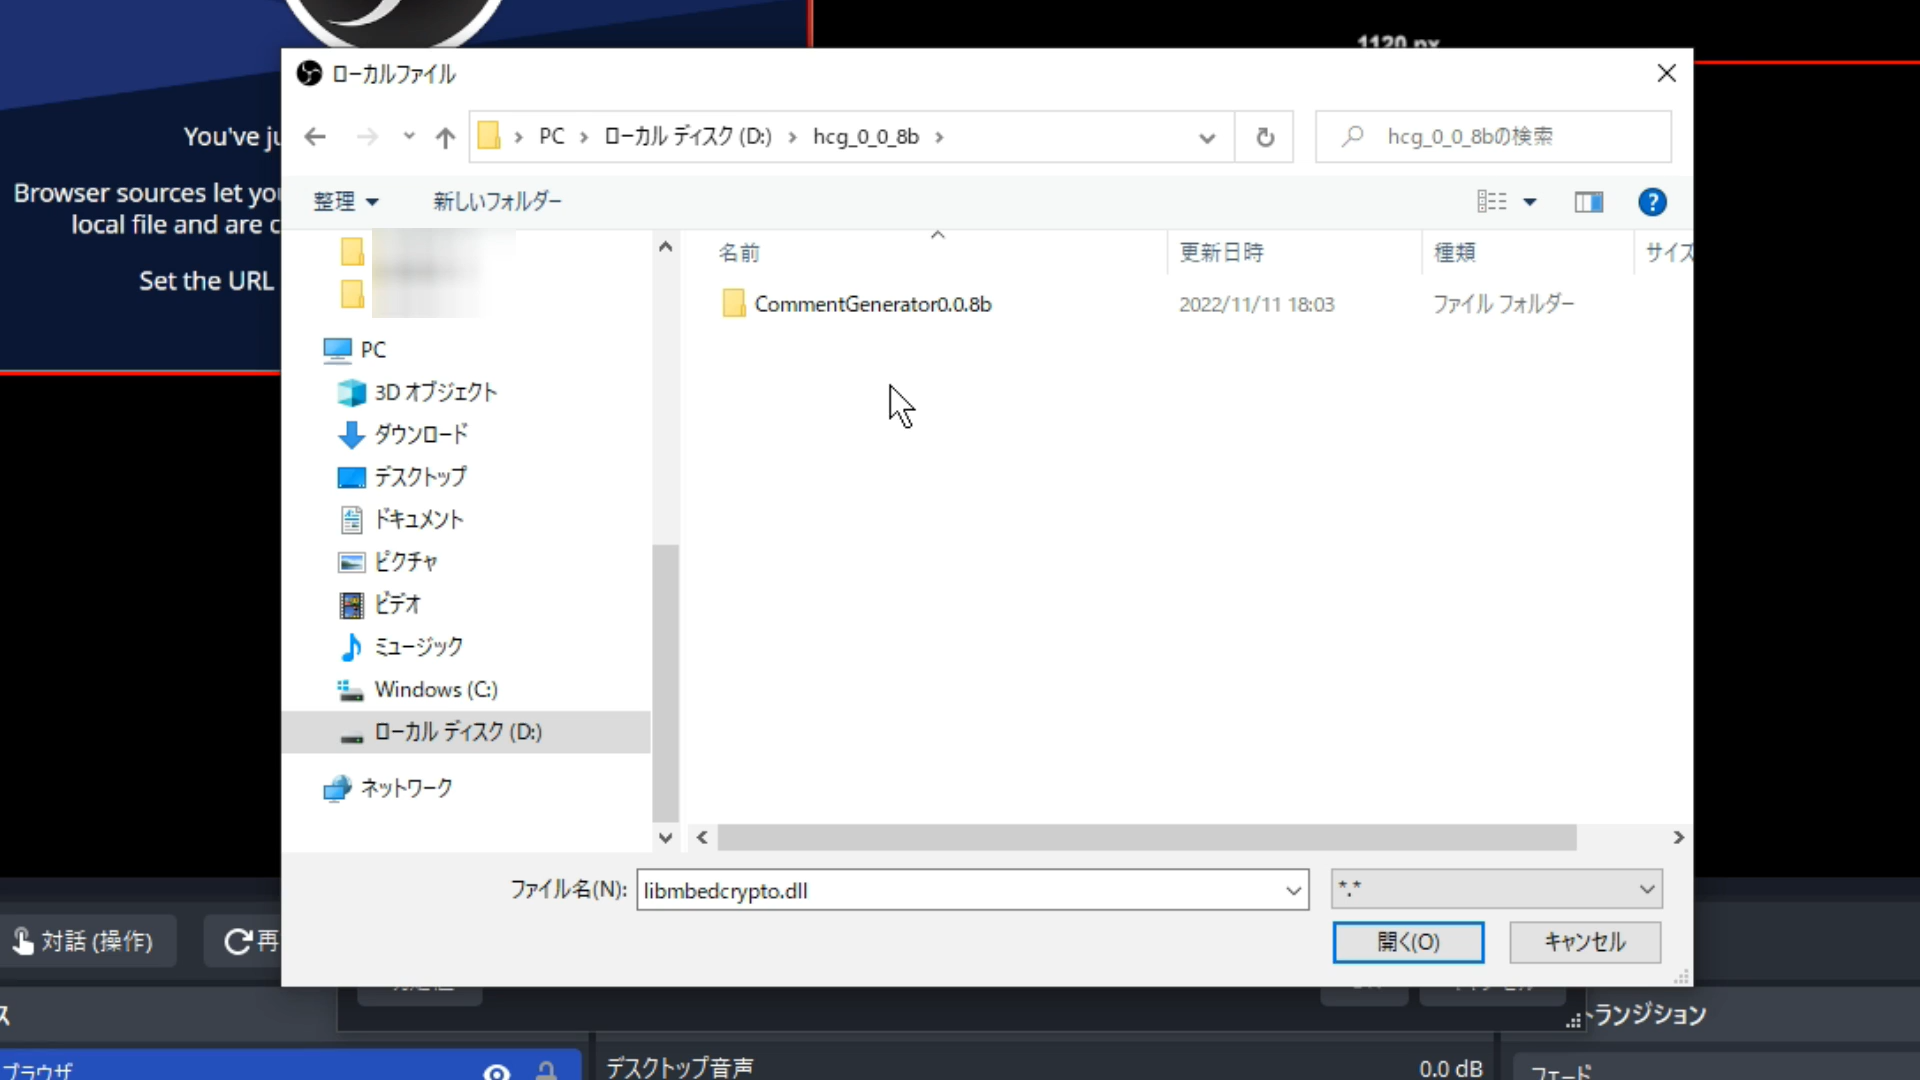 1120 px
ローカルファイル
PC
ローカル ディスク (D:)
hcg_0_0_8b
hcg_0_0_8bの検索
You've ju
Browser sources let you
local file and are c
Set the URL
整理
新しいフォルダー
名前
更新日時
種類
サイズ
CommentGenerator0.0.8b
2022/11/11 18:03
ファイル フォルダー
PC
3D オブジェクト
ダウンロード
デスクトップ
ドキュメント
ピクチャ
ビデオ
ミュージック
Windows (C:)
ローカル ディスク (D:)
ネットワーク
ファイル名(N):
libmbedcrypto.dll
*.*
開く(O)
キャンセル
対話 (操作)
再
ス
トランジション
ブラウザ
デスクトップ音声
0.0 dB
フェード